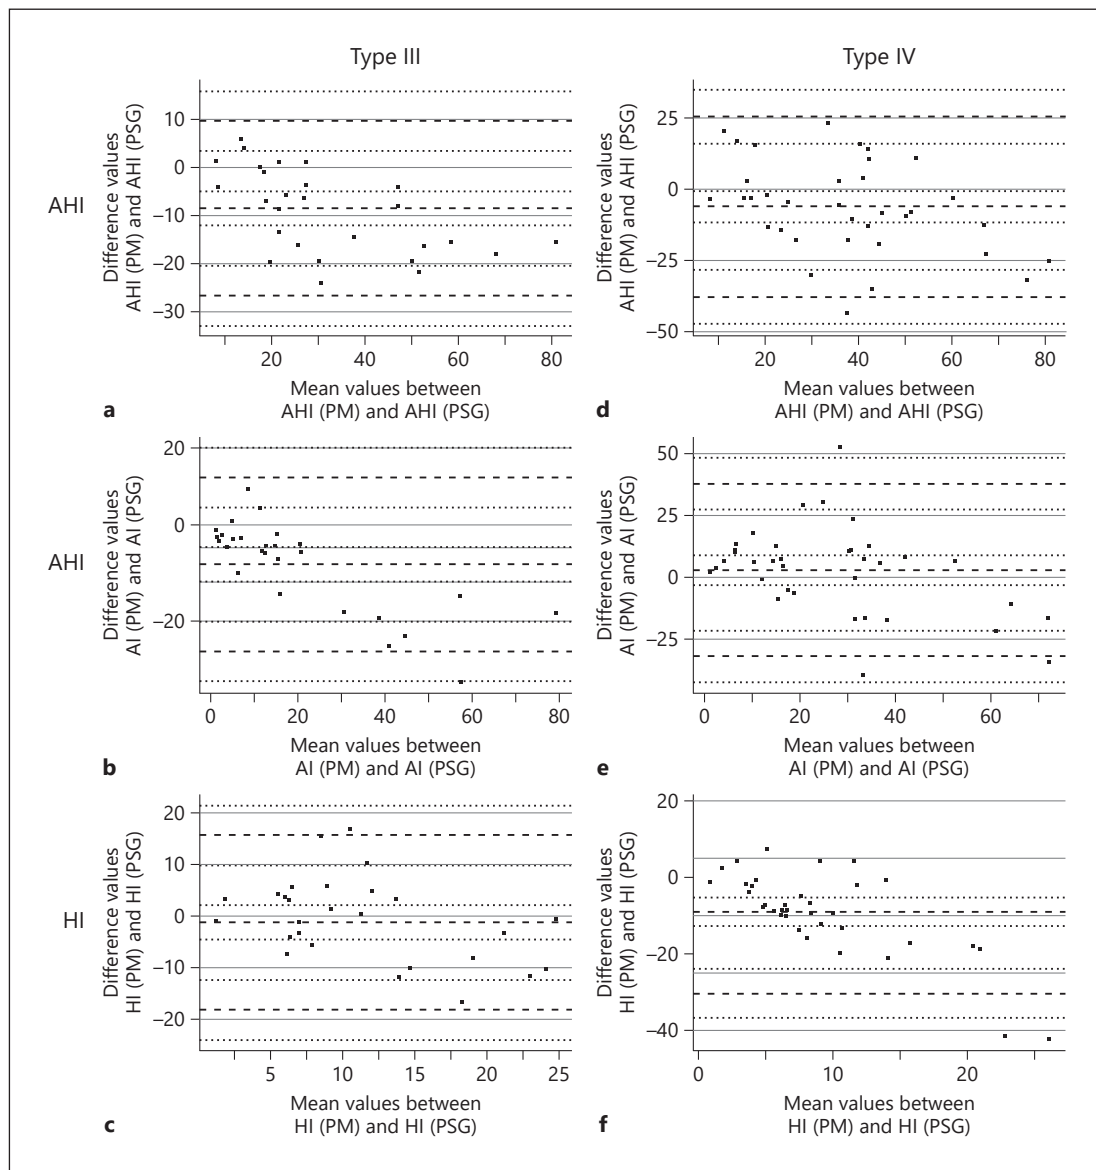 Type III
Type IV
AHI
Difference values
AHI (PM) and AHI (PSG)
10
0
–10
–20
–30
0
20
40
60
80
Mean values between
AHI (PM) and AHI (PSG)
a
Difference values
AHI (PM) and AHI (PSG)
25
0
–25
–50
20
40
60
80
Mean values between
AHI (PM) and AHI (PSG)
d
AHI
Difference values
AI (PM) and AI (PSG)
20
0
–20
0
20
40
60
80
Mean values between
AI (PM) and AI (PSG)
b
Difference values
AI (PM) and AI (PSG)
50
25
0
–25
0
20
40
60
Mean values between
AI (PM) and AI (PSG)
e
HI
Difference values
HI (PM) and HI (PSG)
20
10
0
–10
–20
5
10
15
20
25
Mean values between
HI (PM) and HI (PSG)
c
Difference values
HI (PM) and HI (PSG)
20
0
–20
–40
0
10
20
Mean values between
HI (PM) and HI (PSG)
f